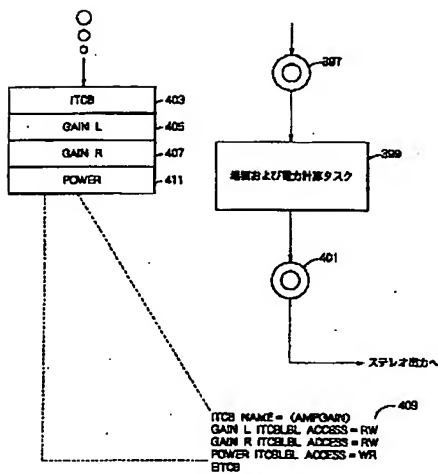 ITCB
403
GAIN L
405
GAIN R
407
POWER
411
397
増幅および電力計算タスク
399
401
ステレオ出力へ
409
ITCB NAME = (AMPGAIN)
GAIN L ITCBLBL ACCESS = RW
GAIN R ITCBLBL ACCESS = RW
POWER ITCBLBL ACCESS = WR
EITCB